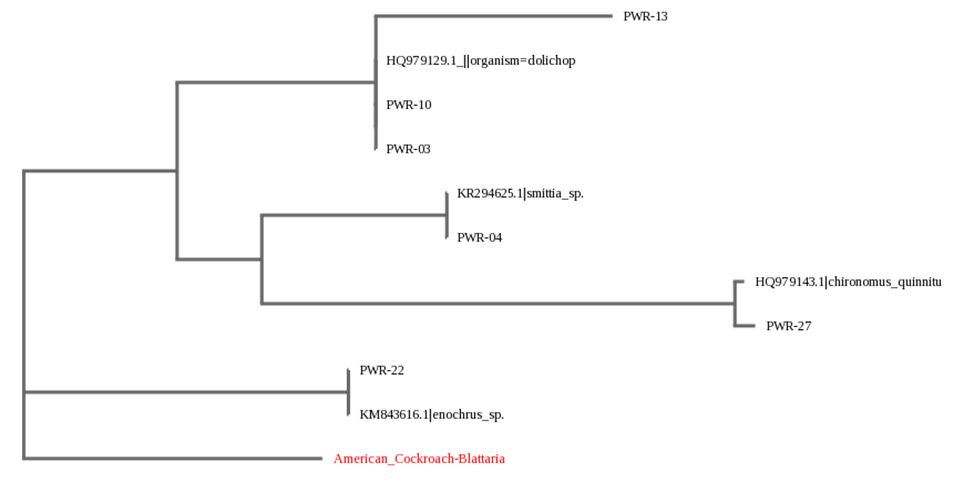 PWR-13
HQ979129.1_||organism=dolichop
PWR-10
PWR-03
KR294625.1|smittia_sp.
PWR-04
HQ979143.1|chironomus_quinnitu
PWR-27
PWR-22
KM843616.1|enochrus_sp.
American_Cockroach-Blattaria